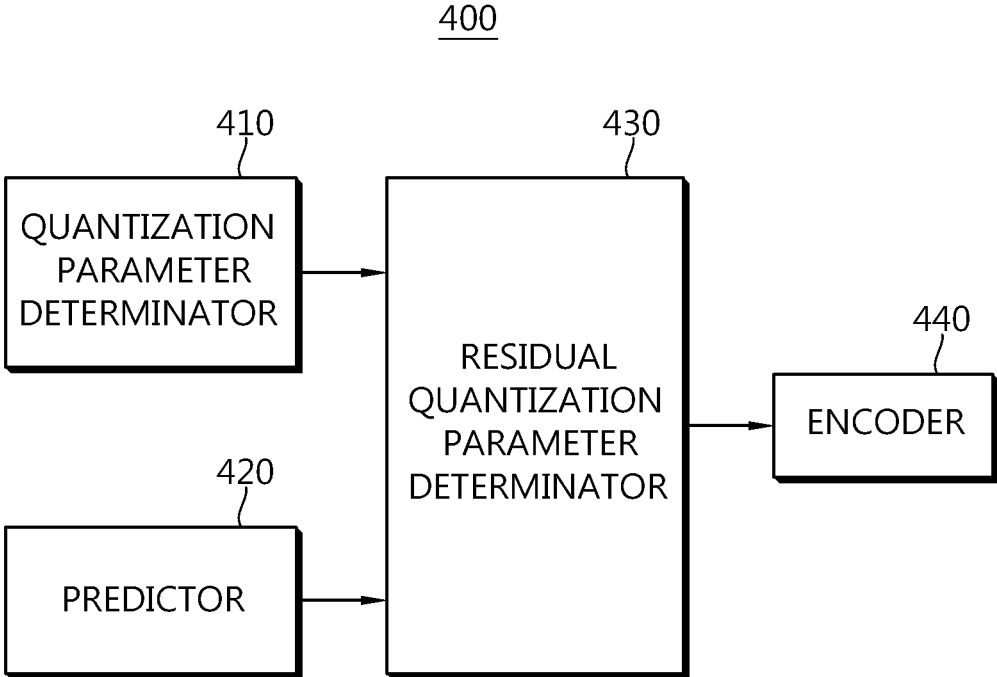 400
410
QUANTIZATION
PARAMETER
DETERMINATOR
430
RESIDUAL
QUANTIZATION
PARAMETER
DETERMINATOR
440
ENCODER
420
PREDICTOR